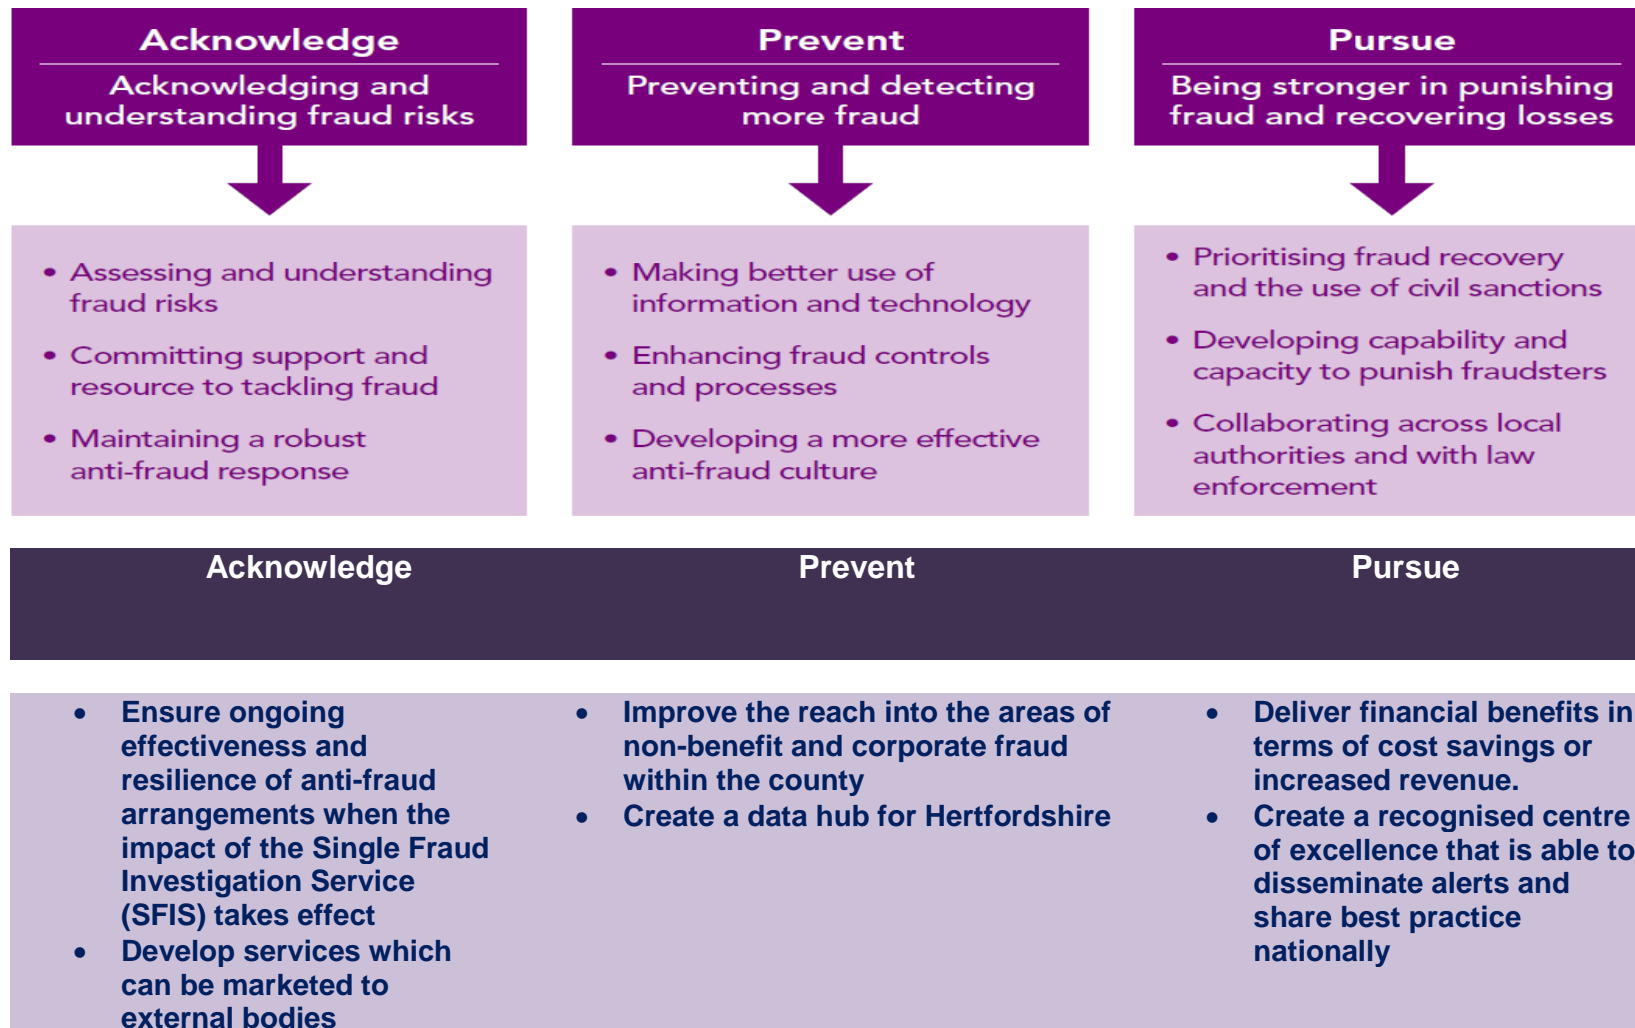 Acknowledge
Acknowledging and
understanding fraud risks
• Assessing and understanding
fraud risks
• Committing support and
resource to tackling fraud
• Maintaining a robust
anti-fraud response
Prevent
Preventing and detecting
more fraud
• Making better use of
information and technology
• Enhancing fraud controls
and processes
• Developing a more effective
anti-fraud culture
Pursue
Being stronger in punishing
fraud and recovering losses
• Prioritising fraud recovery
and the use of civil sanctions
• Developing capability and
capacity to punish fraudsters
• Collaborating across local
authorities and with law
enforcement
Acknowledge
• Ensure ongoing
effectiveness and
resilience of anti-fraud
arrangements when the
impact of the Single Fraud
Investigation Service
(SFIS) takes effect
• Develop services which
can be marketed to
external bodies
Prevent
• Improve the reach into the areas of
non-benefit and corporate fraud
within the county
• Create a data hub for Hertfordshire
Pursue
• Deliver financial benefits in
terms of cost savings or
increased revenue.
• Create a recognised centre
of excellence that is able to
disseminate alerts and
share best practice
nationally